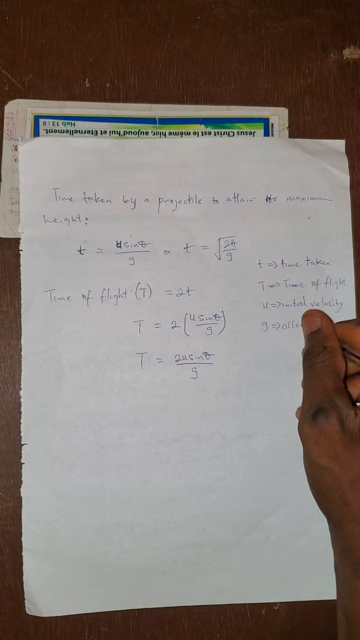 Jesus Christ est le même hier, aujourd'hui et Eternellement.
Heb 13:8
Time taken by a projectile to attain its maximum
height:
t = usinθ/g or t = √2H/g
t => time taken
Time of flight (T) = 2t
T => Time of flight
T = 2(usinθ/g)
u => initial velocity
g => acce
T = 2usinθ/g